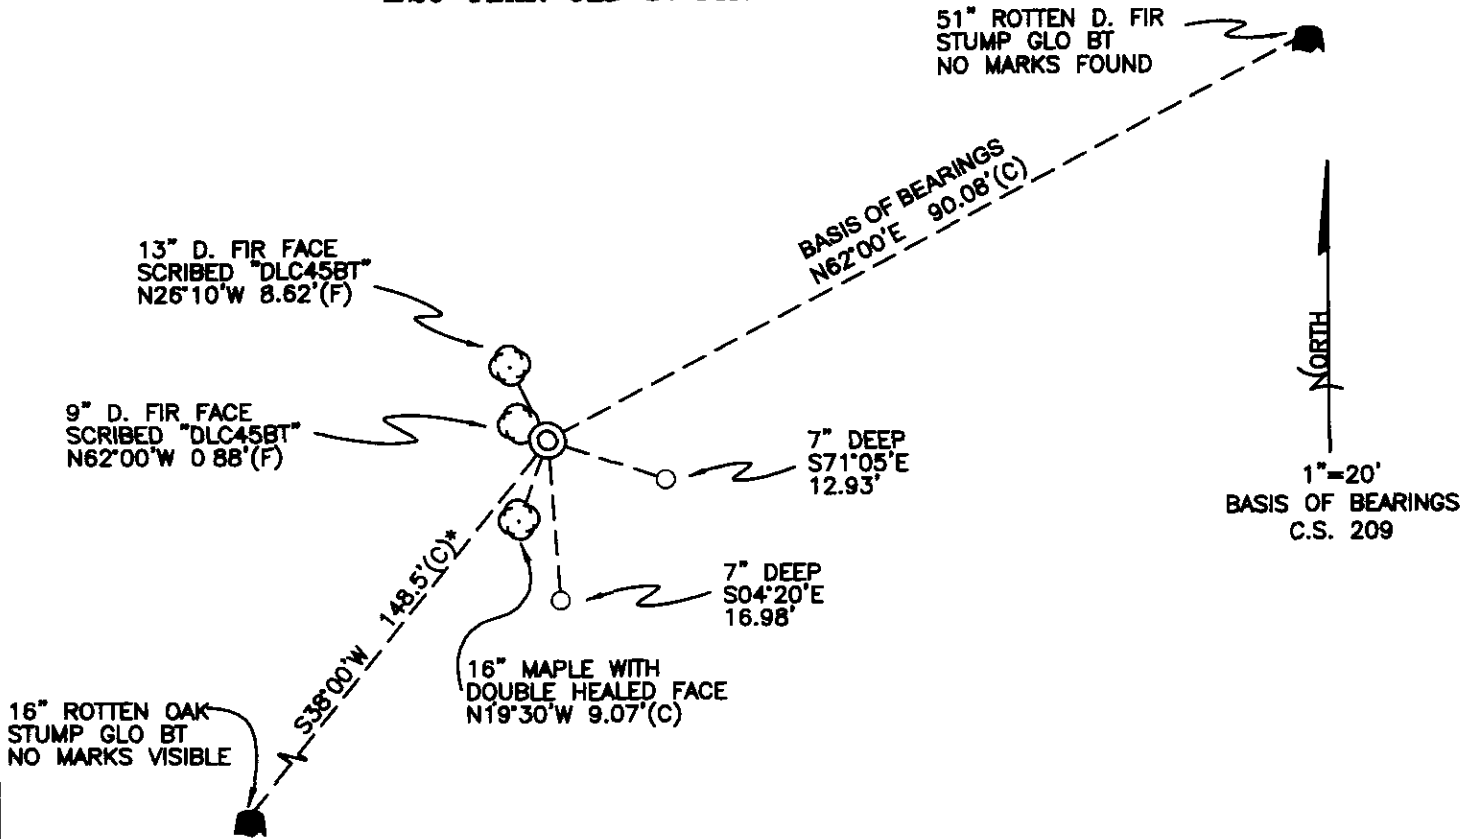 51" ROTTEN D. FIR
STUMP GLO BT
NO MARKS FOUND
BASIS OF BEARINGS
N62°00'E 90.08'(C)
13" D. FIR FACE
SCRIBED "DLC45BT"
N26°10'W 8.62'(F)
NORTH
9" D. FIR FACE
SCRIBED "DLC45BT"
N62°00'W 0 88'(F)
7" DEEP
S71°05'E
12.93'
1"=20'
BASIS OF BEARINGS
C.S. 209
S38°00'W 148.5'(C)*
7" DEEP
S04°20'E
16.98'
16" MAPLE WITH
DOUBLE HEALED FACE
N19°30'W 9.07'(C)
16" ROTTEN OAK
STUMP GLO BT
NO MARKS VISIBLE